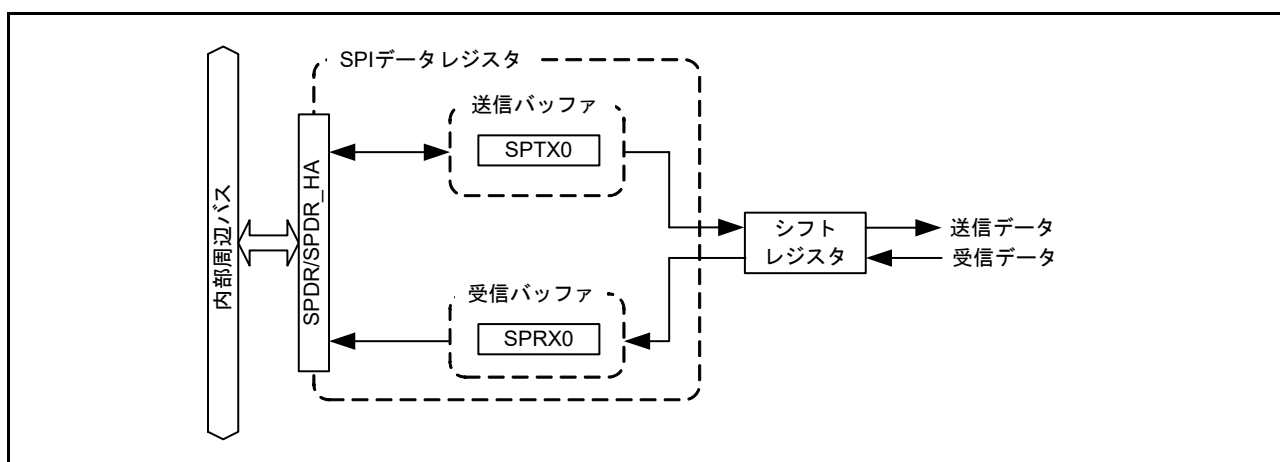 SPIデータレジスタ
送信バッファ
SPTX0
内部周辺バス
SPDR/SPDR_HA
シフト
レジスタ
送信データ
受信データ
受信バッファ
SPRX0